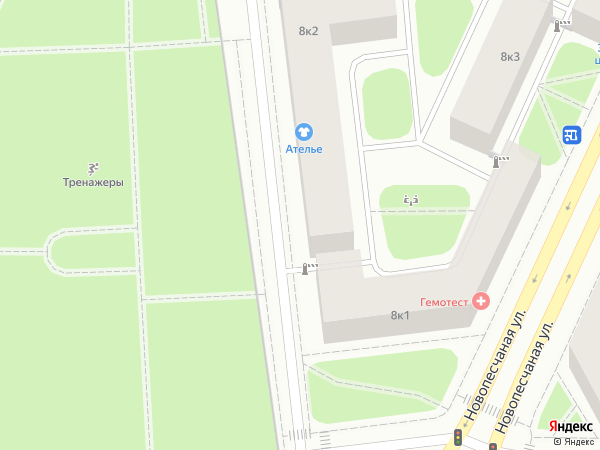 8к2
8к3
Ателье
Тренажеры
Гемотест
8к1
Новопесчаная ул.
Новопесчаная ул.
Яндекс
© Яндекс